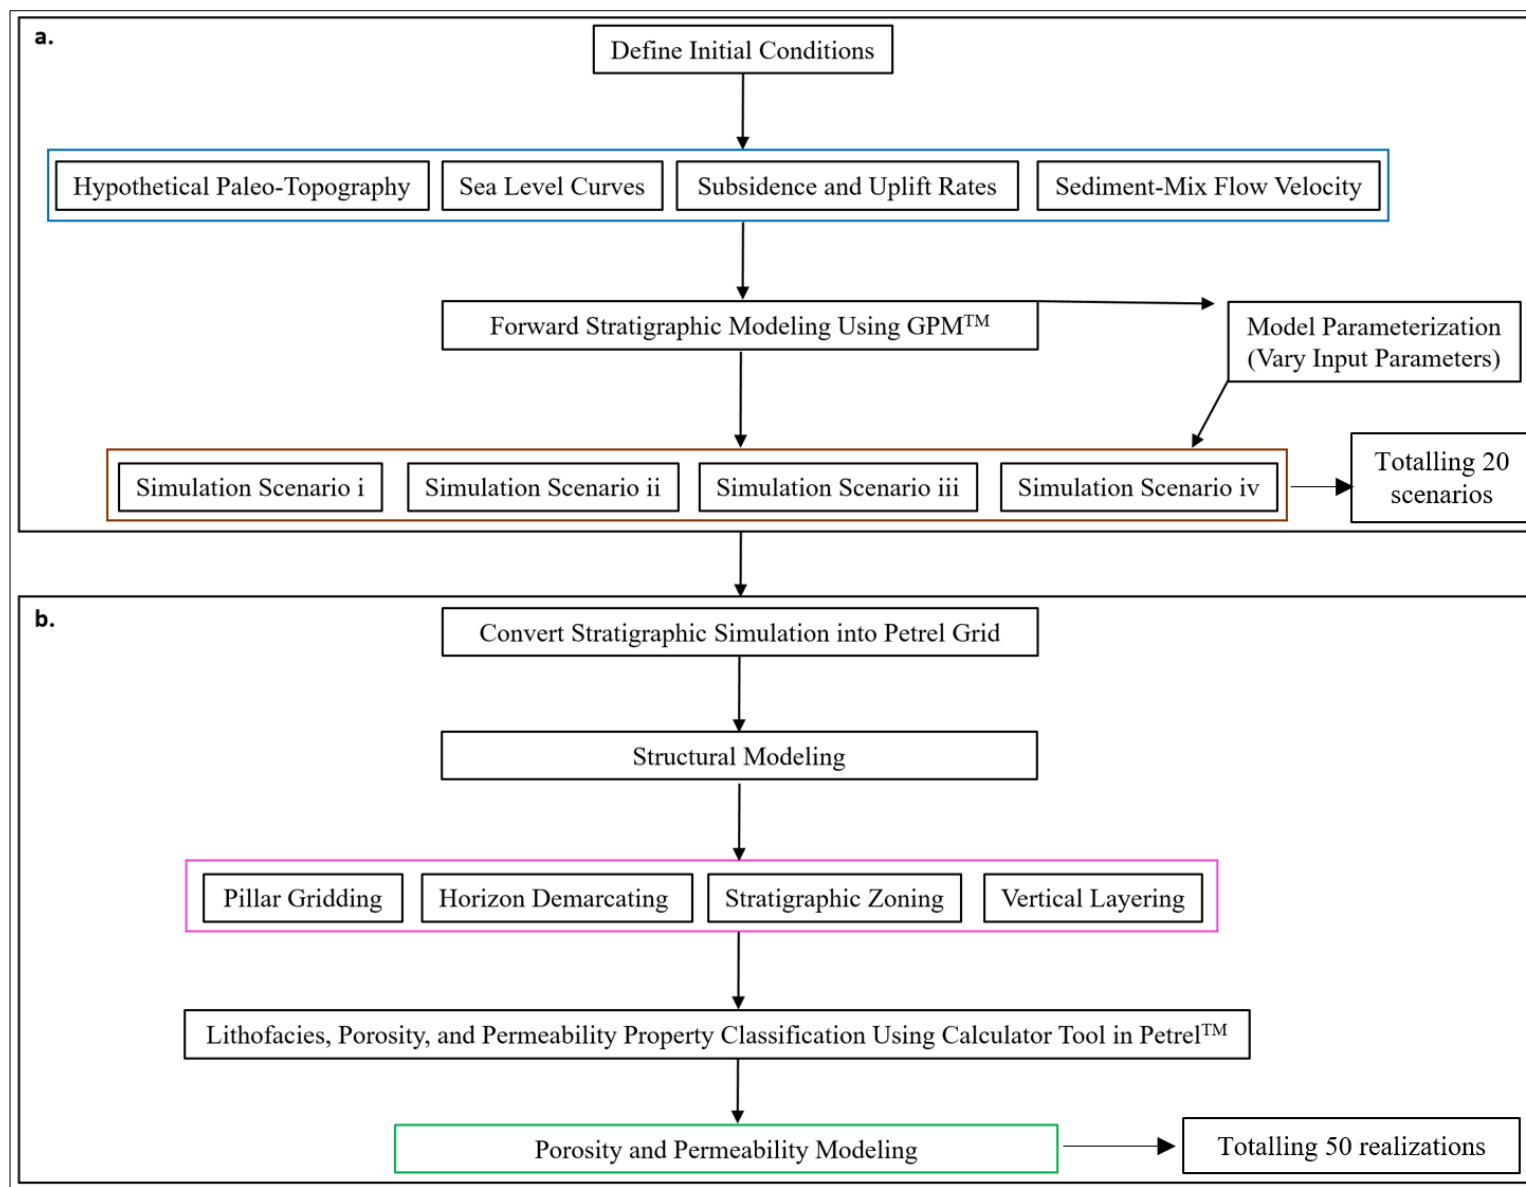 a.
Define Initial Conditions
Hypothetical Paleo-Topography
Sea Level Curves
Subsidence and Uplift Rates
Sediment-Mix Flow Velocity
Forward Stratigraphic Modeling Using GPM™
Model Parameterization
(Vary Input Parameters)
Simulation Scenario i
Simulation Scenario ii
Simulation Scenario iii
Simulation Scenario iv
Totalling 20
scenarios
b.
Convert Stratigraphic Simulation into Petrel Grid
Structural Modeling
Pillar Gridding
Horizon Demarcating
Stratigraphic Zoning
Vertical Layering
Lithofacies, Porosity, and Permeability Property Classification Using Calculator Tool in Petrel™
Porosity and Permeability Modeling
Totalling 50 realizations